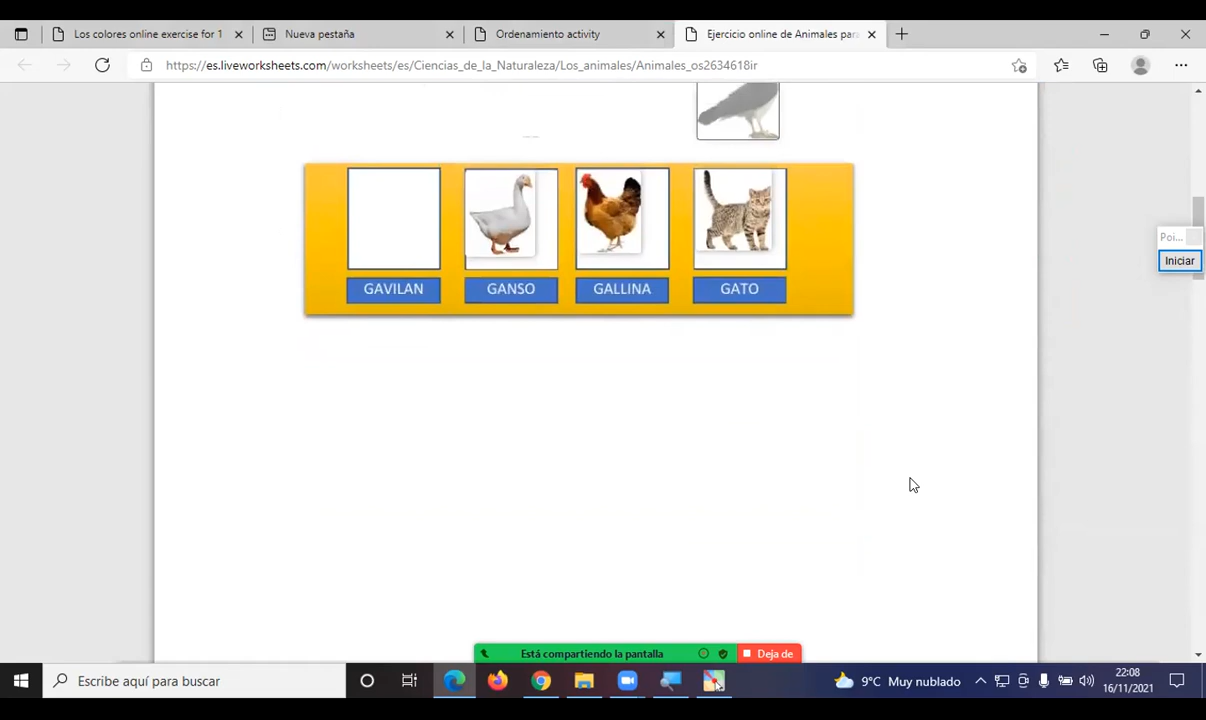 Los colores online exercise for 1
Nueva pestaña
Ordenamiento activity
Ejercicio online de Animales par
https://es.liveworksheets.com/worksheets/es/Ciencias_de_la_Naturaleza/Los_animales/Animales_os2634618ir
Poi...
Iniciar
GAVILAN GANSO GALLINA GATO
Está compartiendo la pantalla
Deja de
Escribe aquí para buscar
9°C Muy nublado
22:08
16/11/2021